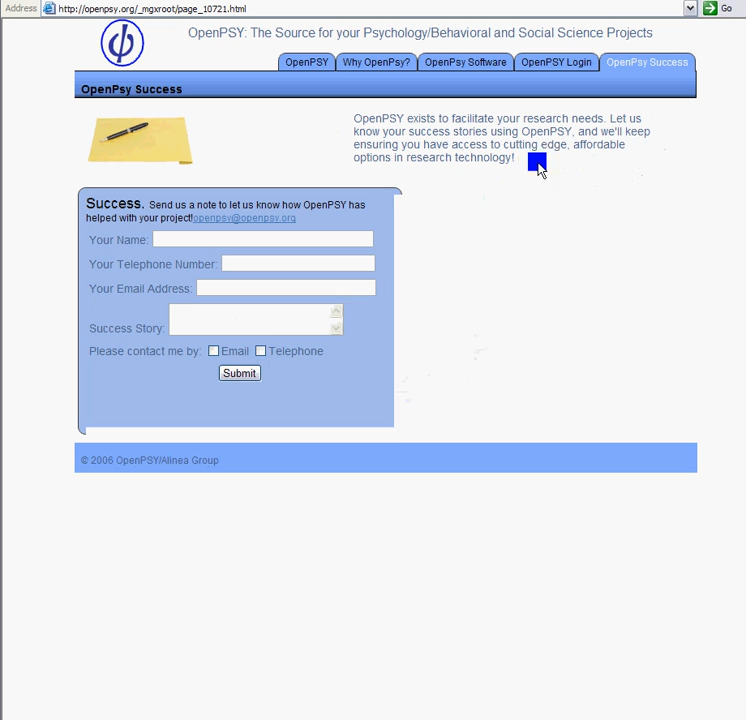 Address http://openpsy.org/_mgxroot/page_10721.html Go
OpenPSY: The Source for your Psychology/Behavioral and Social Science Projects
OpenPSY Why OpenPsy? OpenPsy Software OpenPSY Login OpenPsy Success
OpenPsy Success
OpenPSY exists to facilitate your research needs. Let us
know your success stories using OpenPSY, and we'll keep
ensuring you have access to cutting edge, affordable
options in research technology!
Success. Send us a note to let us know how OpenPSY has
helped with your project!openpsy@openpsy.org
Your Name:
Your Telephone Number:
Your Email Address:
Success Story:
Please contact me by: Email Telephone
Submit
© 2006 OpenPSY/Alinea Group